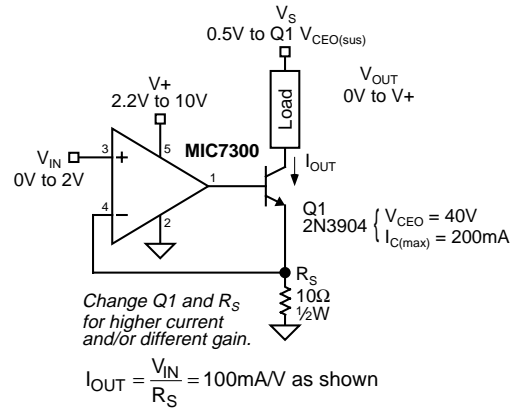 V_S
0.5V to Q1 V_CEO(sus)
V+
2.2V to 10V
V_OUT
0V to V+
Load
MIC7300
I_OUT
V_IN
0V to 2V
3
+
5
1
4
−
2
Q1
2N3904
{ V_CEO = 40V
I_C(max) = 200mA
R_S
10Ω
½W
Change Q1 and R_S
for higher current
and/or different gain.
I_OUT = V_IN / R_S = 100mA/V as shown